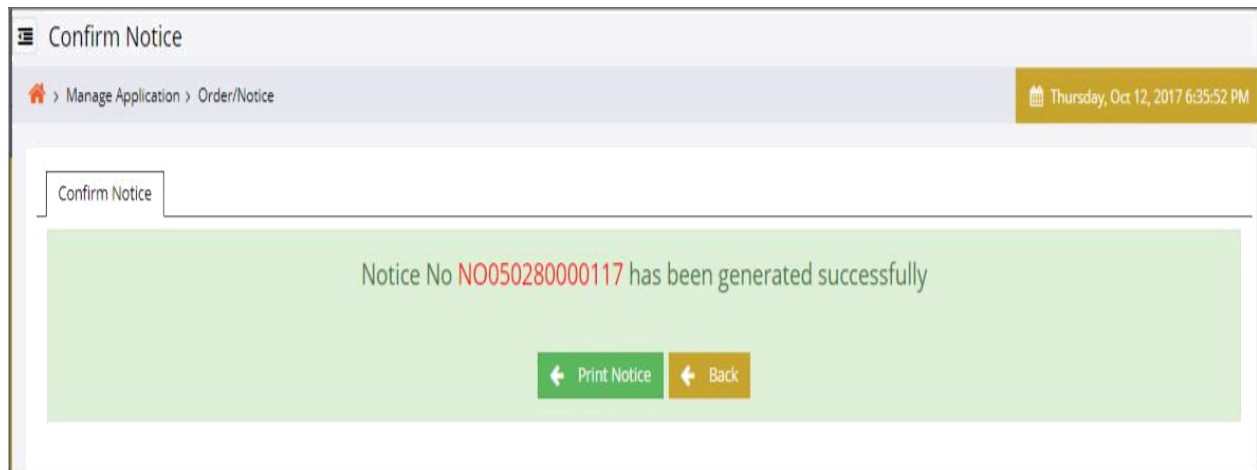 Confirm Notice
> Manage Application > Order/Notice
Thursday, Oct 12, 2017 6:35:52 PM
Confirm Notice
Notice No NO050280000117 has been generated successfully
Print Notice
Back